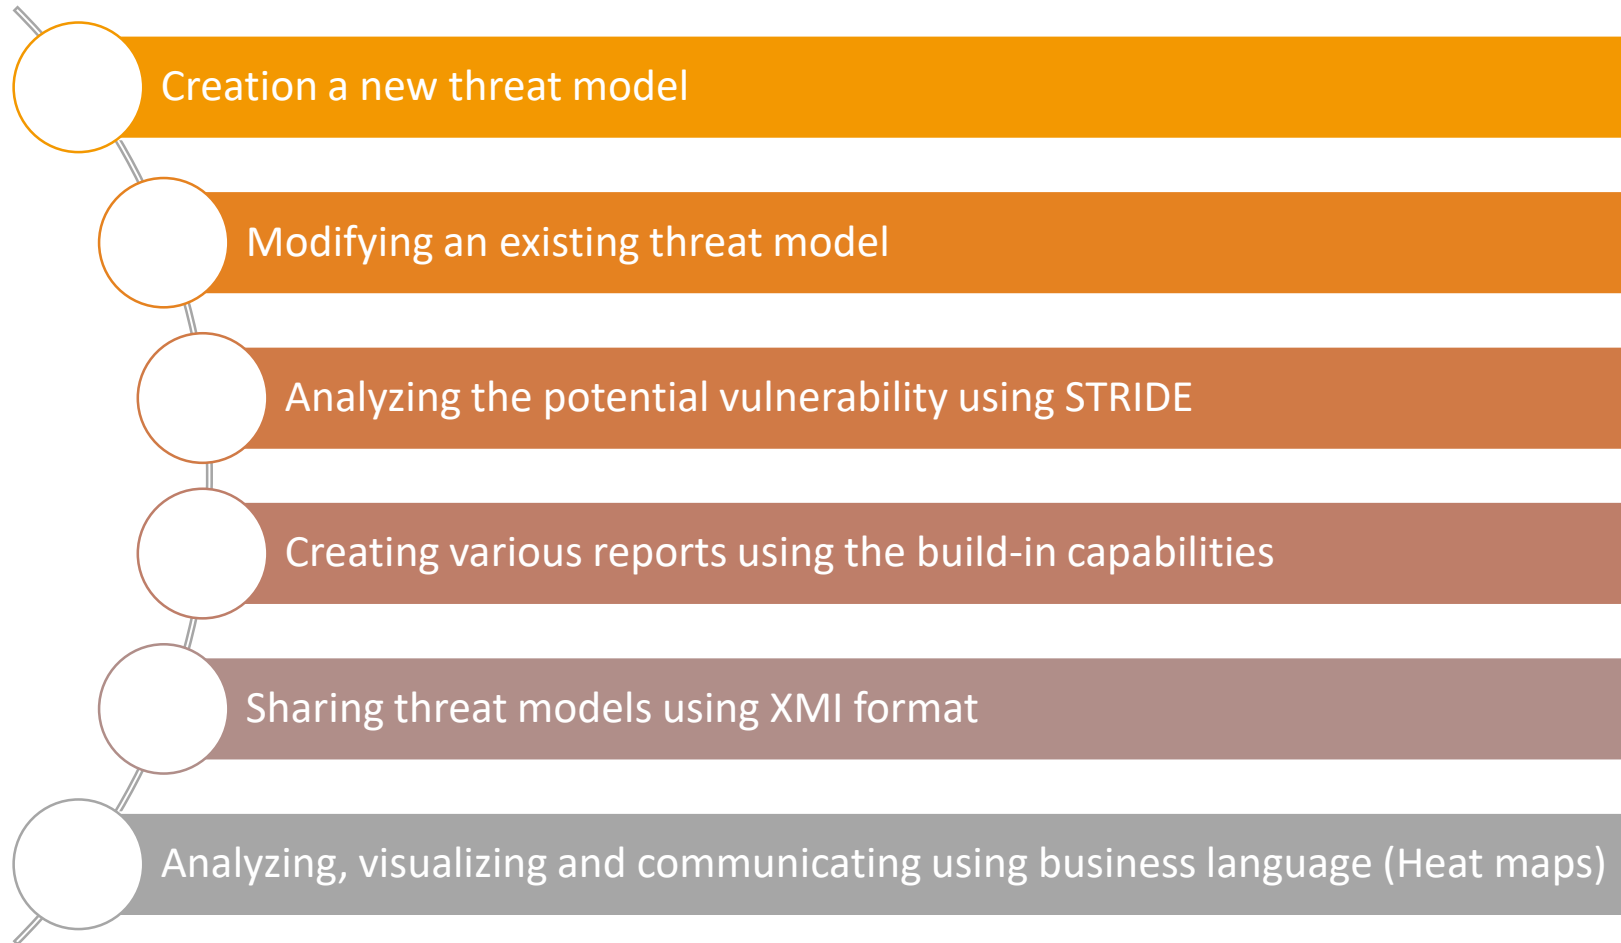 Creation a new threat model
Modifying an existing threat model
Analyzing the potential vulnerability using STRIDE
Creating various reports using the build-in capabilities
Sharing threat models using XMI format
Analyzing, visualizing and communicating using business language (Heat maps)